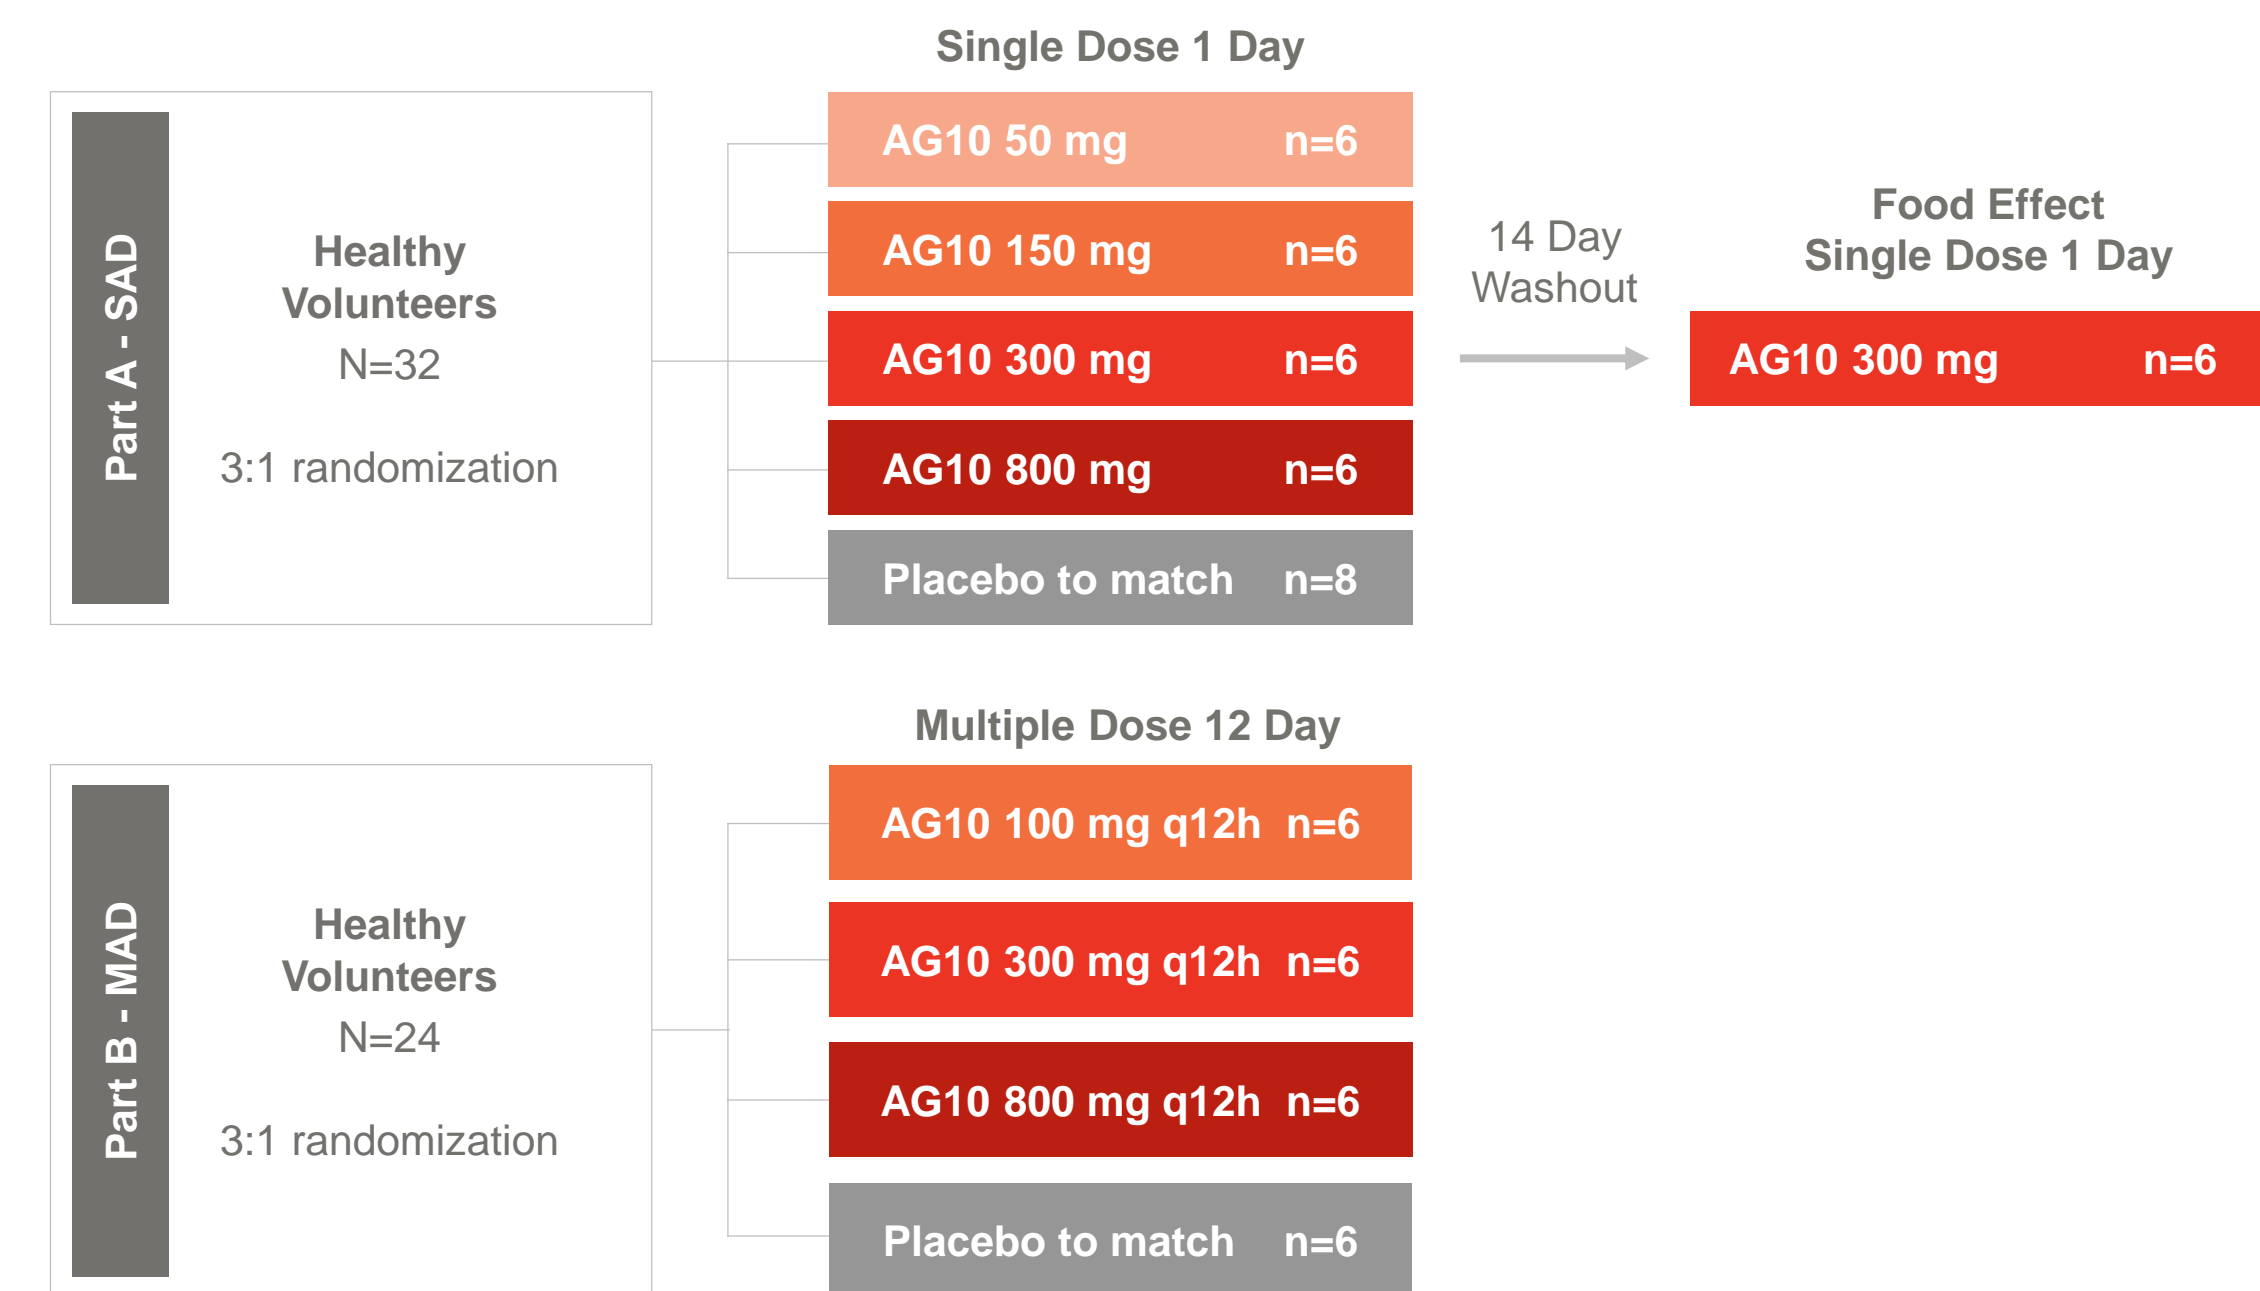 Single Dose 1 Day
Part A - SAD
Healthy
Volunteers
N=32
3:1 randomization
AG10 50 mg n=6
AG10 150 mg n=6
AG10 300 mg n=6
AG10 800 mg n=6
Placebo to match n=8
14 Day
Washout
Food Effect
Single Dose 1 Day
AG10 300 mg n=6
Multiple Dose 12 Day
Part B - MAD
Healthy
Volunteers
N=24
3:1 randomization
AG10 100 mg q12h n=6
AG10 300 mg q12h n=6
AG10 800 mg q12h n=6
Placebo to match n=6